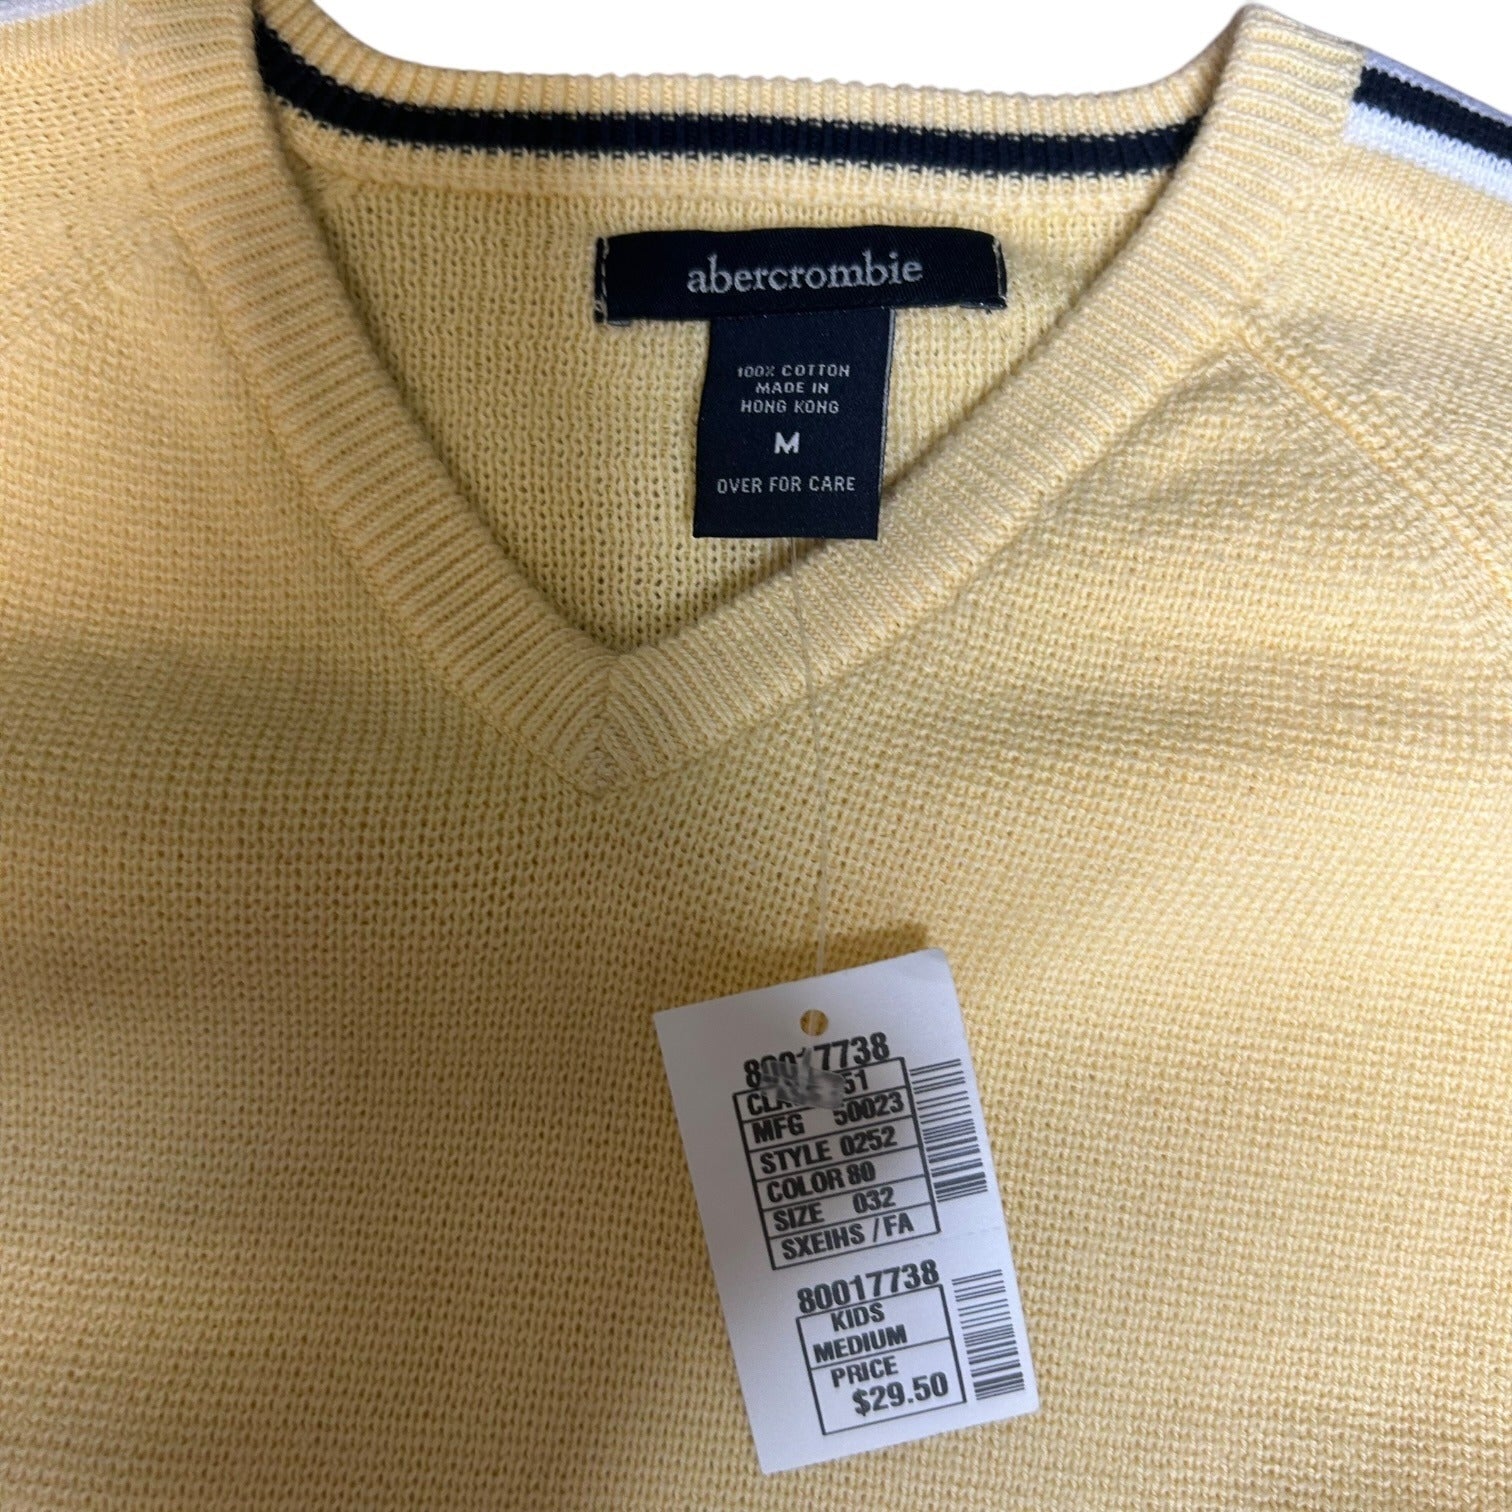 abercrombie
100% COTTON
MADE IN
HONG KONG
M
OVER FOR CARE
80017738
51
MFG 50023
STYLE 0252
COLOR 80
SIZE 032
SXEIHS / FA
80017738
KIDS
MEDIUM
PRICE
$29.50